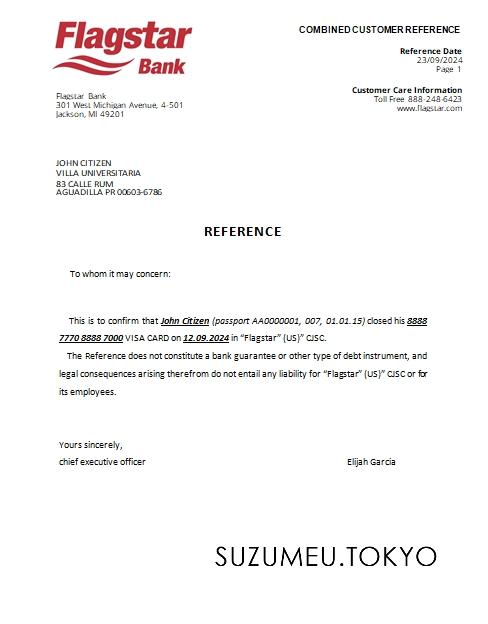 Flagstar
Bank
COMBINED CUSTOMER REFERENCE
Reference Date
23/09/2024
Page 1
Customer Care Information
Toll Free 888-248-6423
www.flagstar.com
Flagstar Bank
301 West Michigan Avenue, 4-501
Jackson, MI 49201
JOHN CITIZEN
VILLA UNIVERSITARIA
83 CALLE RUM
AGUADILLA PR 00603-6786
REFERENCE
To whom it may concern:
This is to confirm that John Citizen (passport AA0000001, 007, 01.01.15) closed his 8888
7770 8888 7000 VISA CARD on 12.09.2024 in “Flagstar” (US)” CJSC.
The Reference does not constitute a bank guarantee or other type of debt instrument, and
legal consequences arising therefrom do not entail any liability for “Flagstar” (US)” CJSC or for
its employees.
Yours sincerely,
chief executive officer Elijah Garcia
SUZUMEU.TOKYO